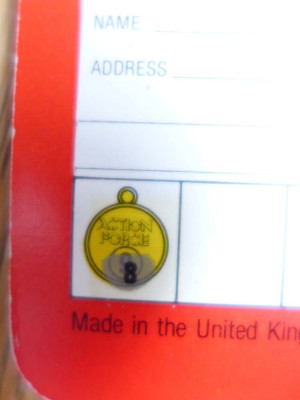 NAME
ADDRESS
ACTION
FORCE
8
Made in the United King